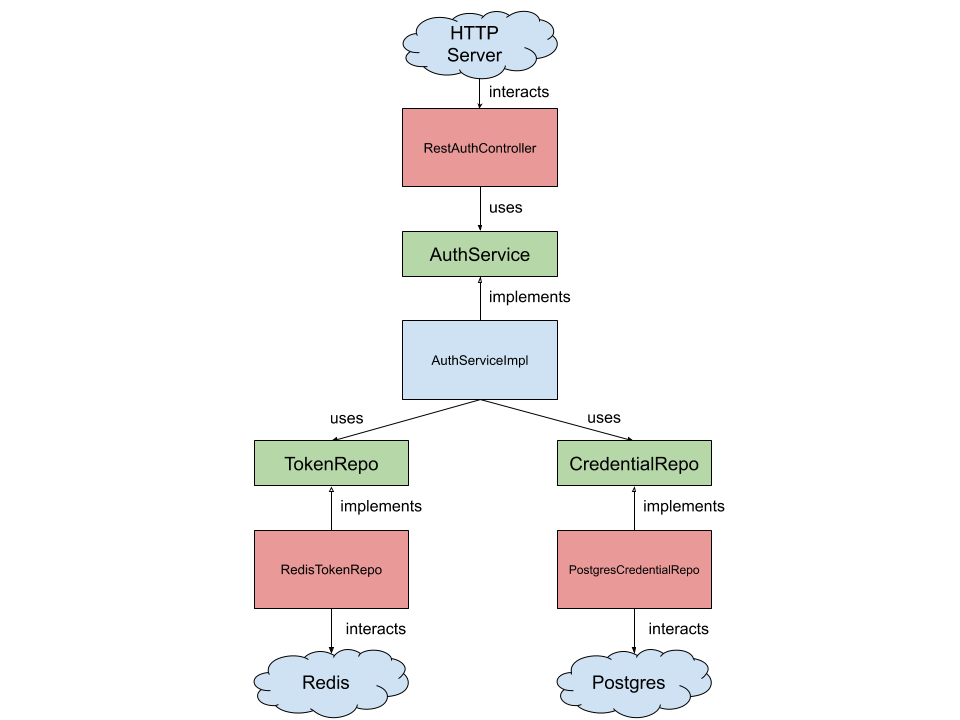 HTTP
Server
interacts
RestAuthController
uses
AuthService
implements
AuthServiceImpl
uses
uses
TokenRepo
CredentialRepo
implements
implements
RedisTokenRepo
PostgresCredentialRepo
interacts
interacts
Redis
Postgres